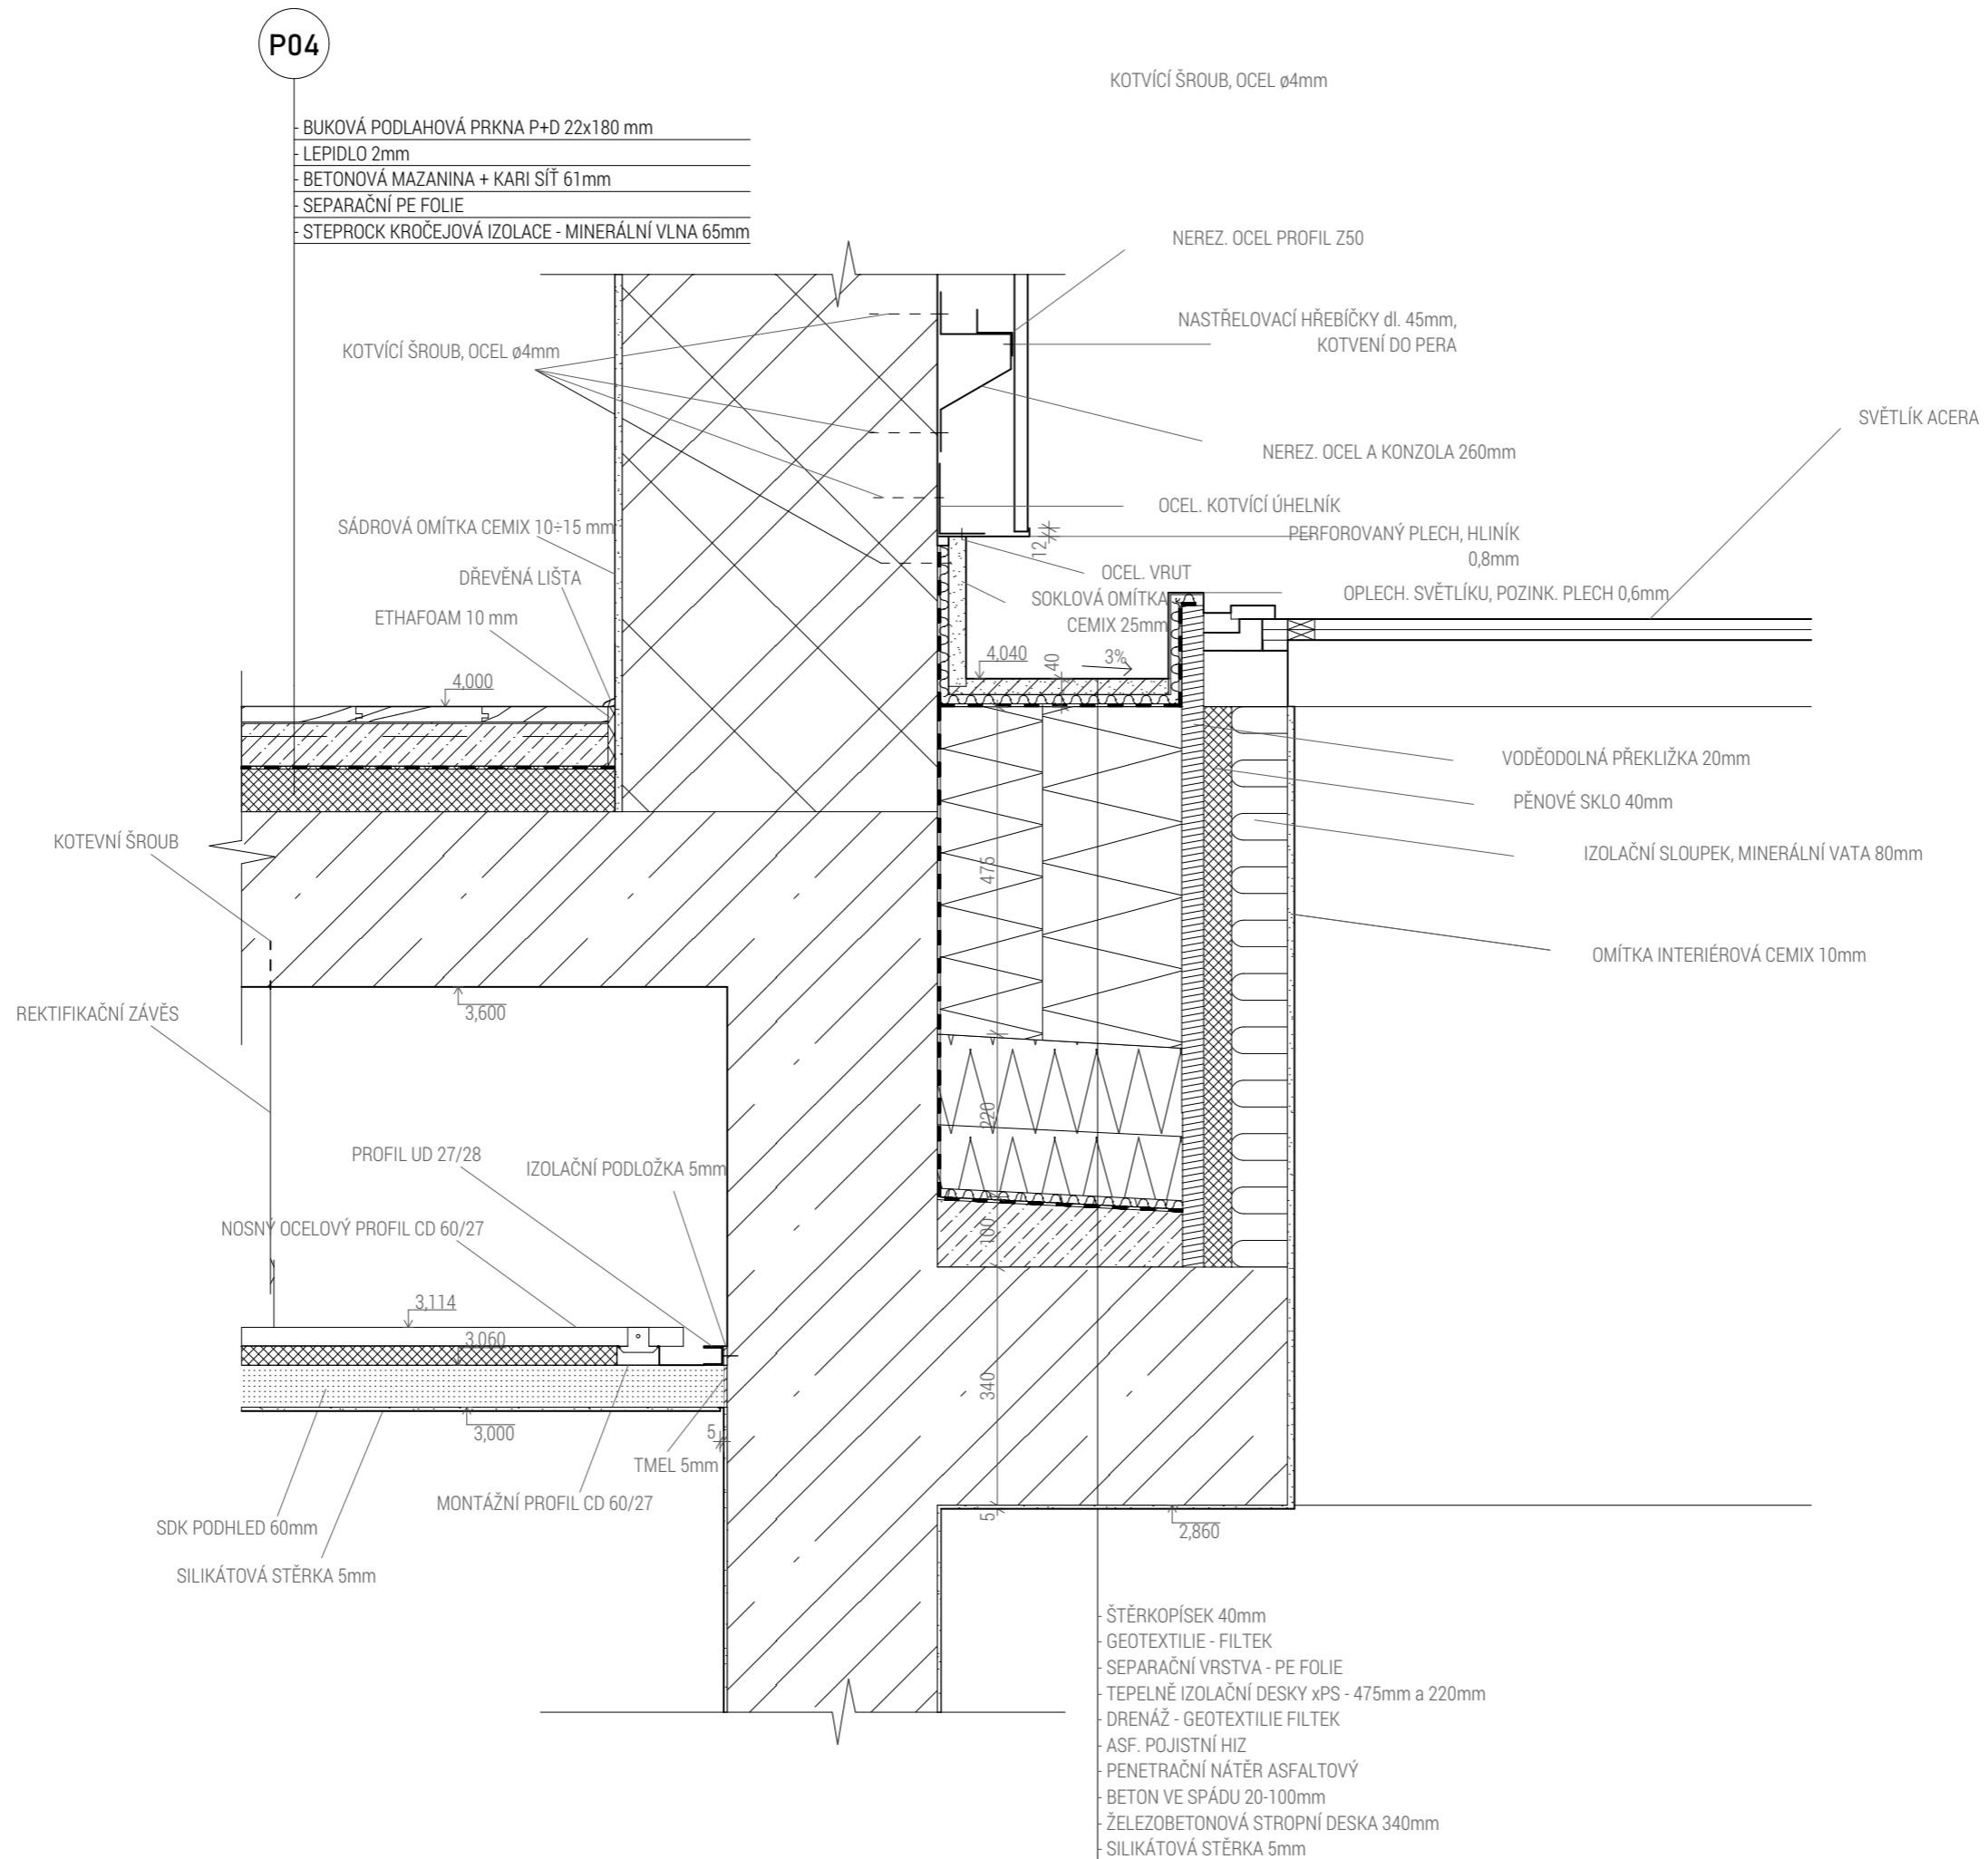 P04
KOTVÍCÍ ŠROUB, OCEL ø4mm
- BUKOVÁ PODLAHOVÁ PRKNA P+D 22x180 mm
- LEPIDLO 2mm
- BETONOVÁ MAZANINA + KARI SÍŤ 61mm
- SEPARAČNÍ PE FOLIE
- STEPROCK KROČEJOVÁ IZOLACE - MINERÁLNÍ VLNA 65mm
NEREZ. OCEL PROFIL Z50
NASTŘELOVACÍ HŘEBÍČKY dl. 45mm,
KOTVENÍ DO PERA
KOTVÍCÍ ŠROUB, OCEL ø4mm
SVĚTLÍK ACERA
NEREZ. OCEL A KONZOLA 260mm
OCEL. KOTVÍCÍ ÚHELNÍK
SÁDROVÁ OMÍTKA CEMIX 10÷15 mm
PERFOROVANÝ PLECH, HLINÍK
0,8mm
12
DŘEVĚNÁ LIŠTA
OCEL. VRUT
OPLECH. SVĚTLÍKU, POZINK. PLECH 0,6mm
SOKLOVÁ OMÍTKA
CEMIX 25mm
ETHAFOAM 10 mm
4,040
40
3%
4,000
VODĚODOLNÁ PŘEKLIŽKA 20mm
PĚNOVÉ SKLO 40mm
KOTEVNÍ ŠROUB
IZOLAČNÍ SLOUPEK, MINERÁLNÍ VATA 80mm
475
OMÍTKA INTERIÉROVÁ CEMIX 10mm
REKTIFIKAČNÍ ZÁVĚS
3,600
220
PROFIL UD 27/28
IZOLAČNÍ PODLOŽKA 5mm
NOSNÝ OCELOVÝ PROFIL CD 60/27
100
3,114
3,060
340
3,000
5
TMEL 5mm
MONTÁŽNÍ PROFIL CD 60/27
5
2,860
SDK PODHLED 60mm
SILIKÁTOVÁ STĚRKA 5mm
- ŠTĚRKOPÍSEK 40mm
- GEOTEXTILIE - FILTEK
- SEPARAČNÍ VRSTVA - PE FOLIE
- TEPELNĚ IZOLAČNÍ DESKY xPS - 475mm a 220mm
- DRENÁŽ - GEOTEXTILIE FILTEK
- ASF. POJISTNÍ HIZ
- PENETRAČNÍ NÁTĚR ASFALTOVÝ
- BETON VE SPÁDU 20-100mm
- ŽELEZOBETONOVÁ STROPNÍ DESKA 340mm
- SILIKÁTOVÁ STĚRKA 5mm